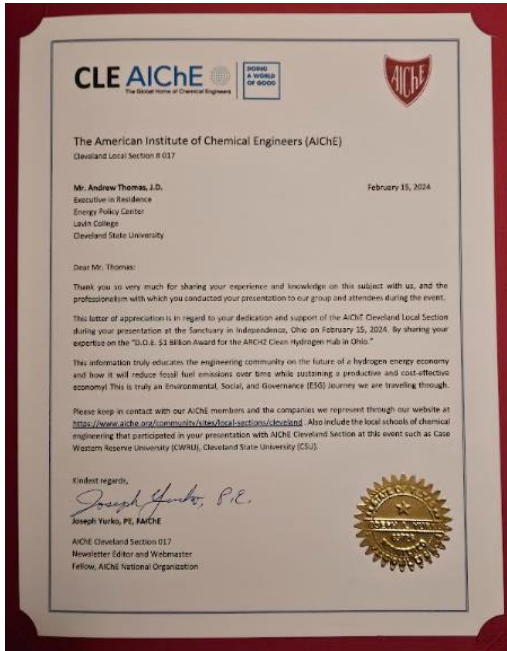 CLE AIChE
The Global Home of Chemical Engineers
DOING
A WORLD
OF GOOD
AIChE
The American Institute of Chemical Engineers (AIChE)
Cleveland Local Section # 017
Mr. Andrew Thomas, J.D.
February 15, 2024
Executive in Residence
Energy Policy Center
Levin College
Cleveland State University
Dear Mr. Thomas:
Thank you so very much for sharing your experience and knowledge on this subject with us, and the
professionalism with which you conducted your presentation to our group and attendees during the event.
This letter of appreciation is in regard to your dedication and support of the AIChE Cleveland Local Section
during your presentation at the Sanctuary in Independence, Ohio on February 15, 2024. By sharing your
expertise on the "D.O.E. $1 Billion Award for the ARCH2 Clean Hydrogen Hub in Ohio."
This information truly educates the engineering community on the future of a hydrogen energy economy
and how it will reduce fossil fuel emissions over time while sustaining a productive and cost-effective
economy! This is truly an Environmental, Social, and Governance (ESG) Journey we are traveling through.
Please keep in contact with our AIChE members and the companies we represent through our website at
https://www.aiche.org/community/sites/local-sections/cleveland . Also include the local schools of chemical
engineering that participated in your presentation with AIChE Cleveland Section at this event such as Case
Western Reserve University (CWRU), Cleveland State University (CSU).
Kindest regards,
Joseph Yurko, P.E.
Joseph Yurko, PE, FAIChE
AIChE Cleveland Section 017
Newsletter Editor and Webmaster
Fellow, AIChE National Organization